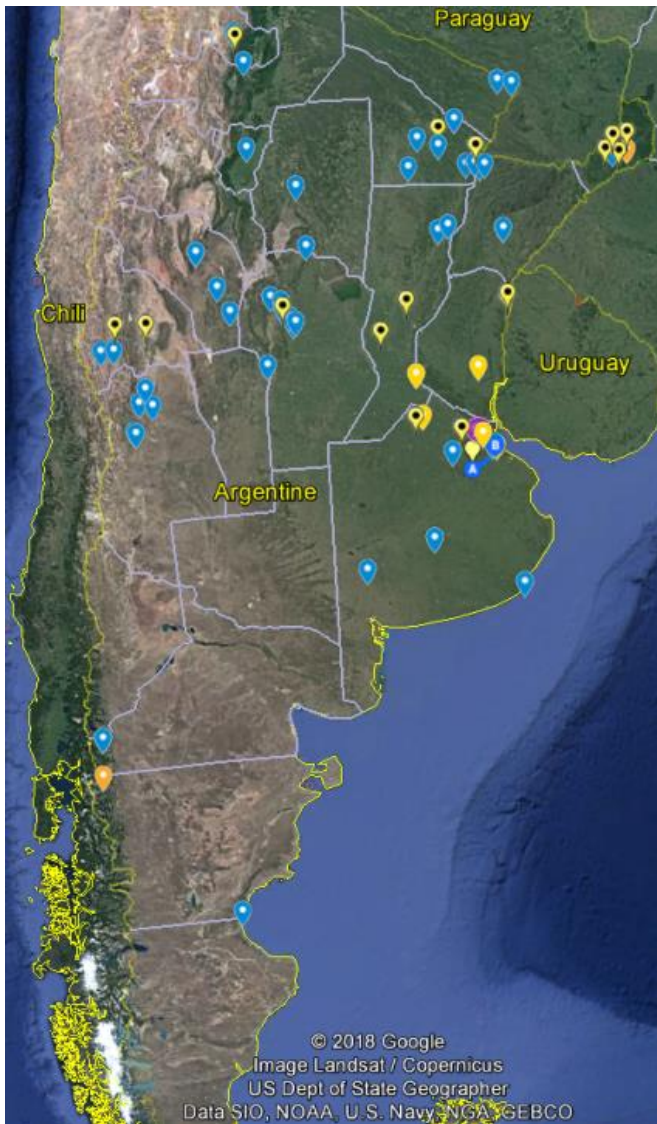 Paraguay
Chili
Uruguay
B
A
Argentine
© 2018 Google
Image Landsat / Copernicus
US Dept of State Geographer
Data SIO, NOAA, U.S. Navy, NGA, GEBCO